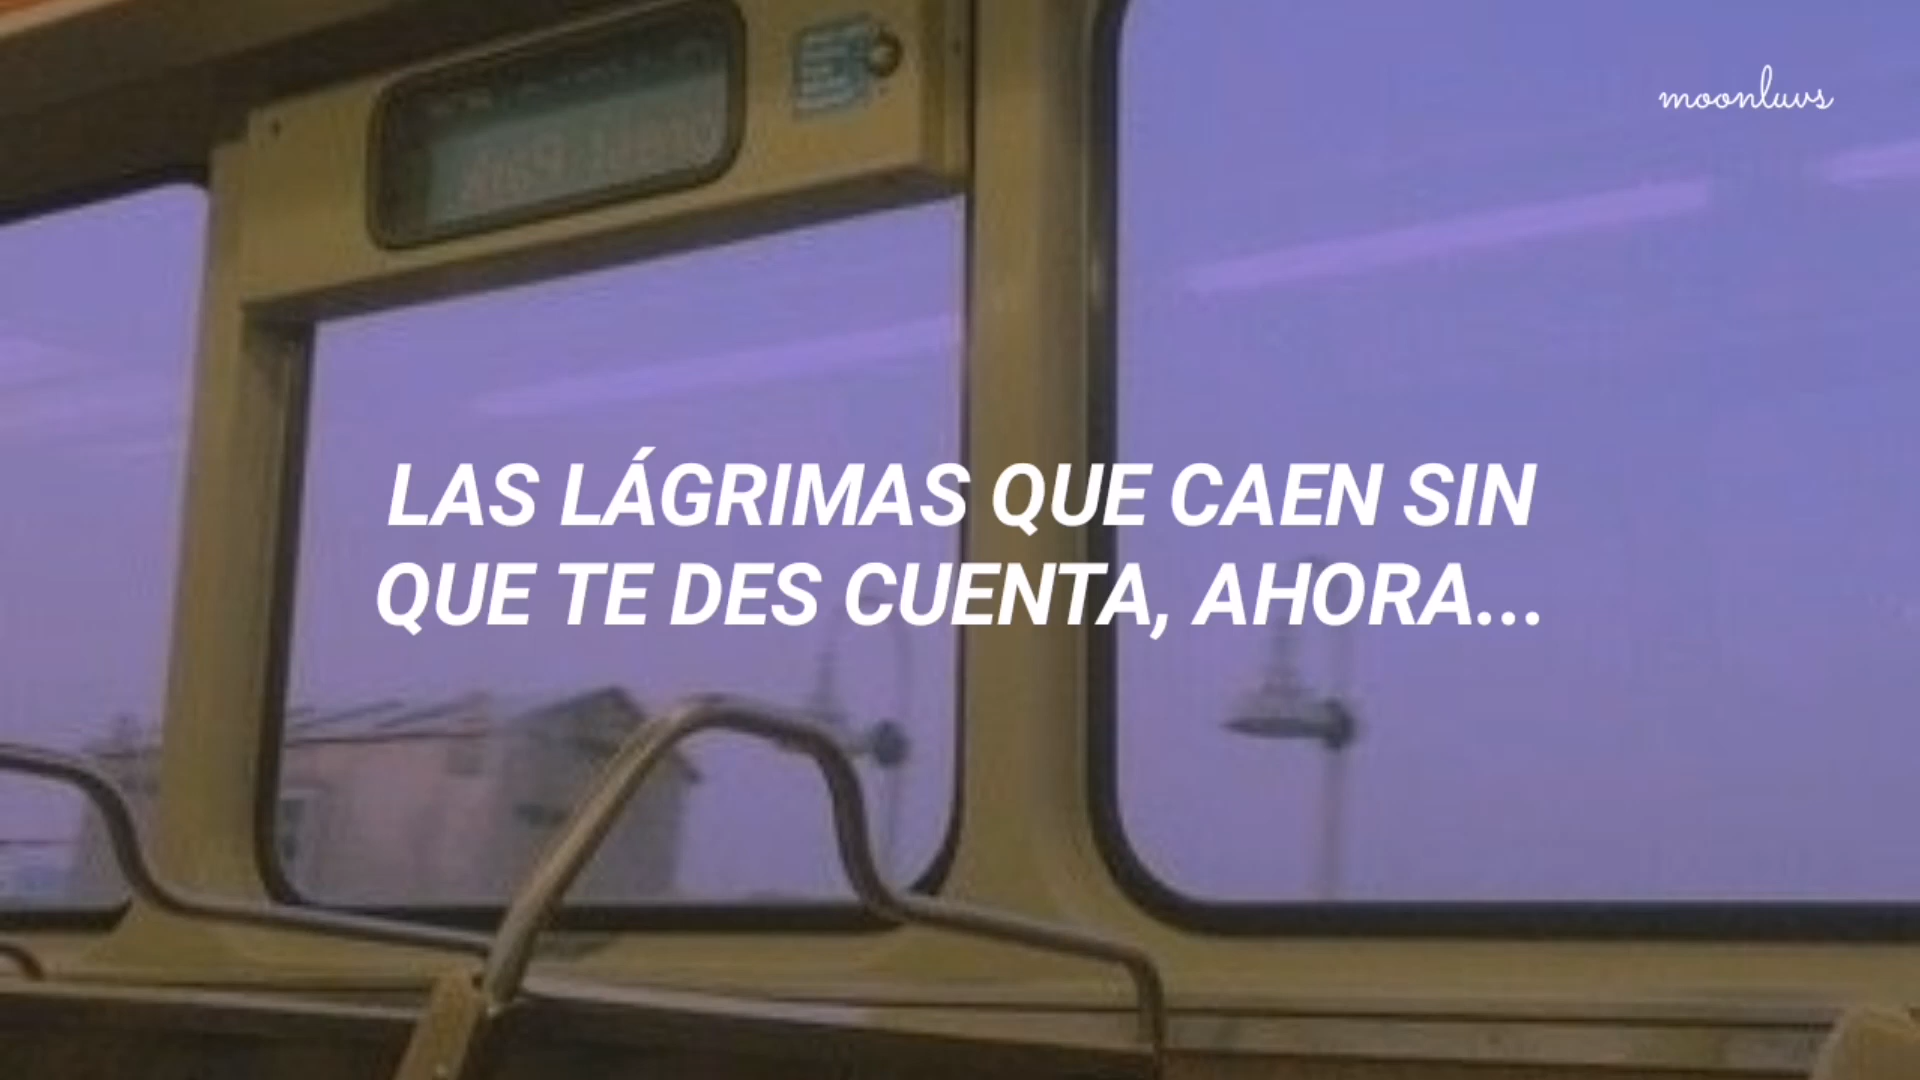 moonluvs
LAS LÁGRIMAS QUE CAEN SIN
QUE TE DES CUENTA, AHORA...